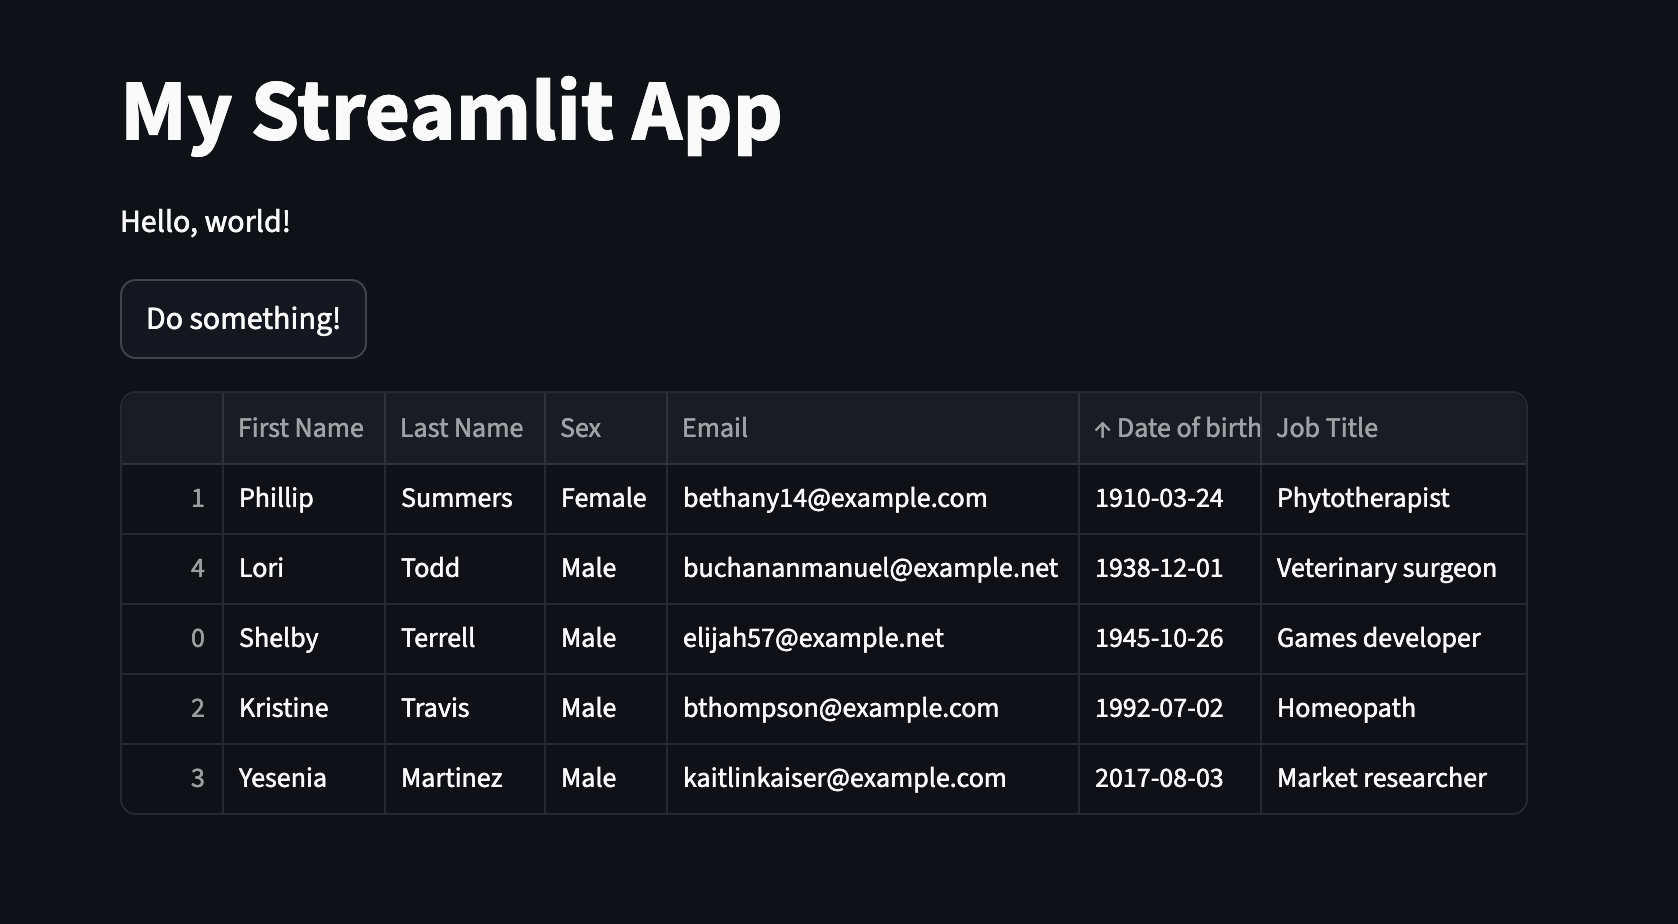 My Streamlit App
Hello, world!
Do something!
First Name Last Name Sex Email ↑ Date of birth Job Title
1 Phillip Summers Female bethany14@example.com 1910-03-24 Phytotherapist
4 Lori Todd Male buchananmanuel@example.net 1938-12-01 Veterinary surgeon
0 Shelby Terrell Male elijah57@example.net 1945-10-26 Games developer
2 Kristine Travis Male bthompson@example.com 1992-07-02 Homeopath
3 Yesenia Martinez Male kaitlinkaiser@example.com 2017-08-03 Market researcher